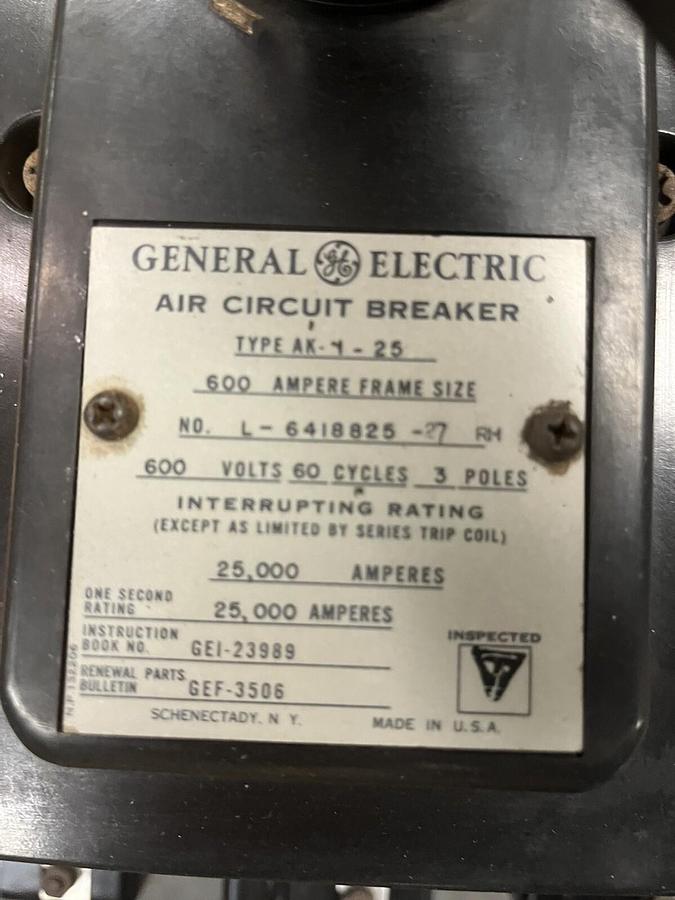 GENERAL GE ELECTRIC
AIR CIRCUIT BREAKER
TYPE AK-1-25
600 AMPERE FRAME SIZE
NO. L-6418825-27 RH
600 VOLTS 60 CYCLES 3 POLES
INTERRUPTING RATING
(EXCEPT AS LIMITED BY SERIES TRIP COIL)
25,000 AMPERES
ONE SECOND
RATING 25,000 AMPERES
INSTRUCTION
BOOK NO. GEI-23989
RENEWAL PARTS
BULLETIN GEF-3506
INSPECTED
SCHENECTADY. N Y. MADE IN U.S.A.